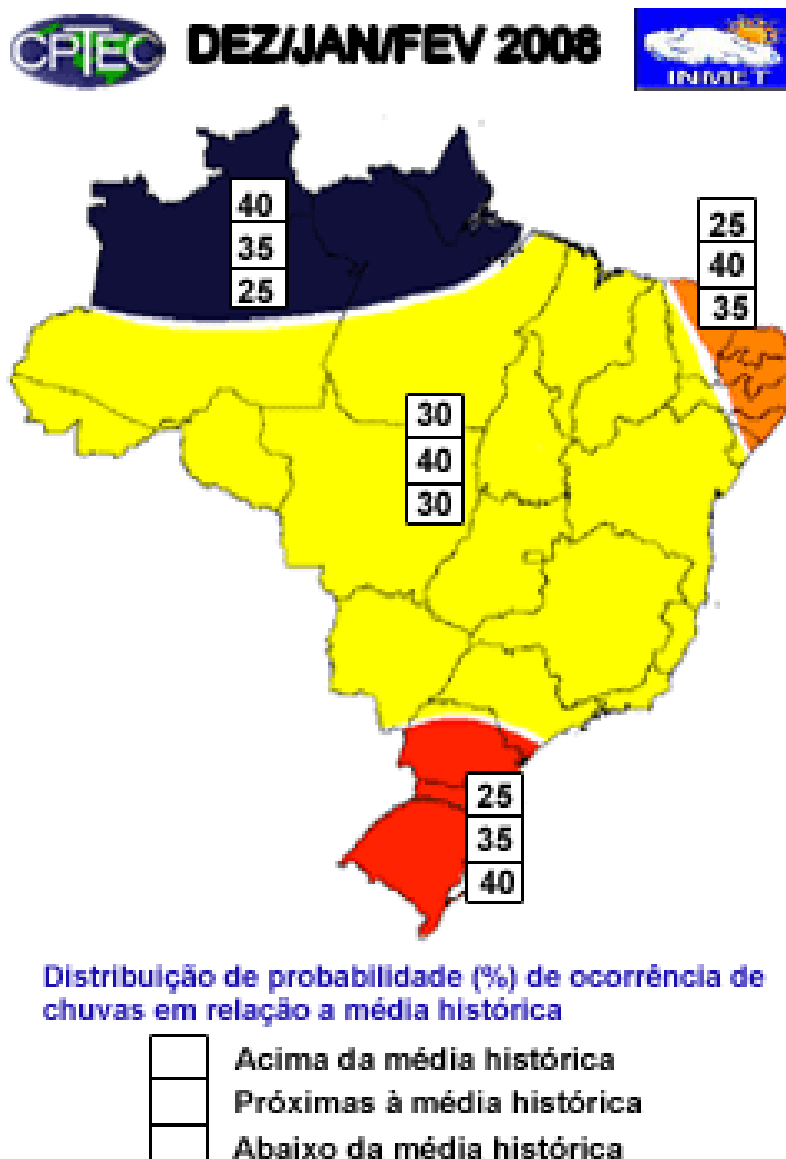 CPTEC
DEZ/JAN/FEV 2008
INMET
40
35
25
25
40
35
30
40
30
25
35
40
Distribuição de probabilidade (%) de ocorrência de
chuvas em relação a média histórica
Acima da média histórica
Próximas à média histórica
Abaixo da média histórica